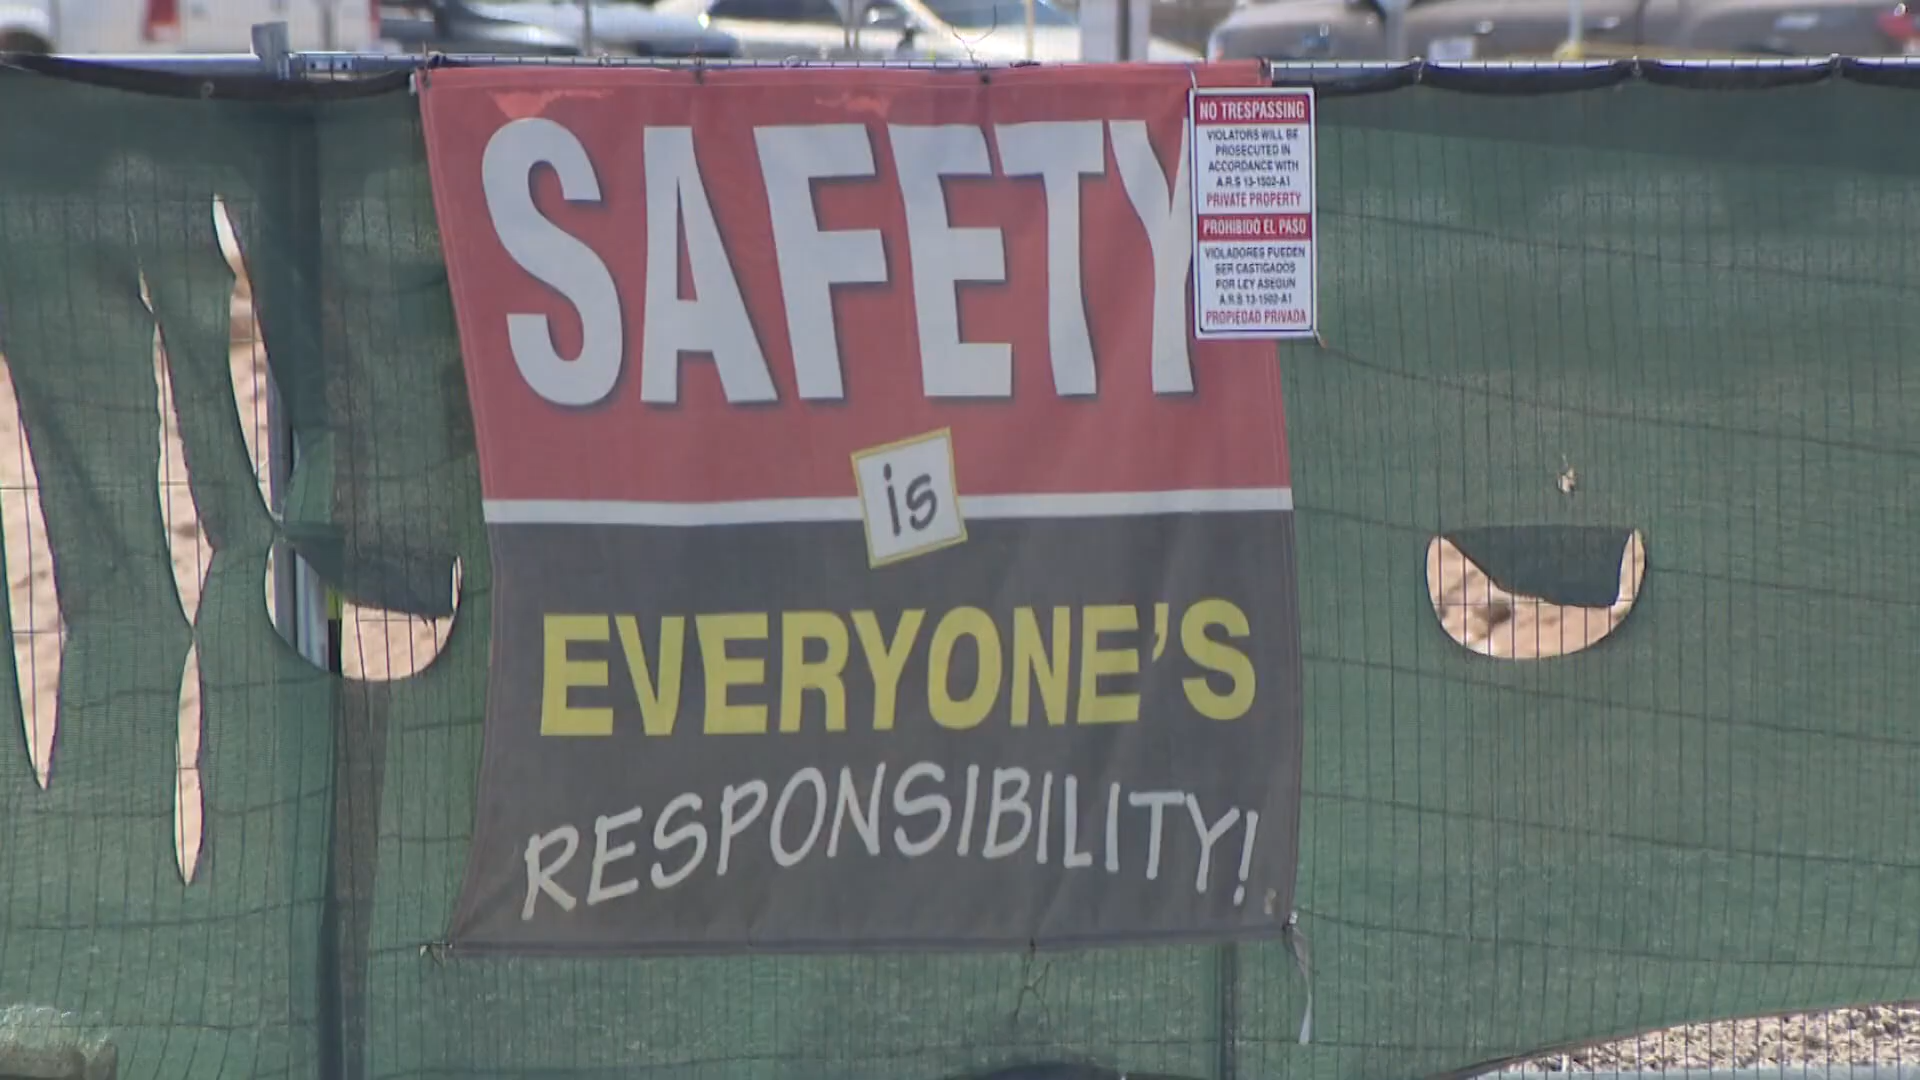 SAFETY
is
EVERYONE'S
RESPONSIBILITY!
NO TRESPASSING
VIOLATORS WILL BE
PROSECUTED IN
ACCORDANCE WITH
A.R.S 13-1502-A1
PRIVATE PROPERTY
PROHIBIDO EL PASO
VIOLADORES PUEDEN
SER CASTIGADOS
POR LEY ASEGUN
A.R.S 13-1502-A1
PROPIEDAD PRIVADA